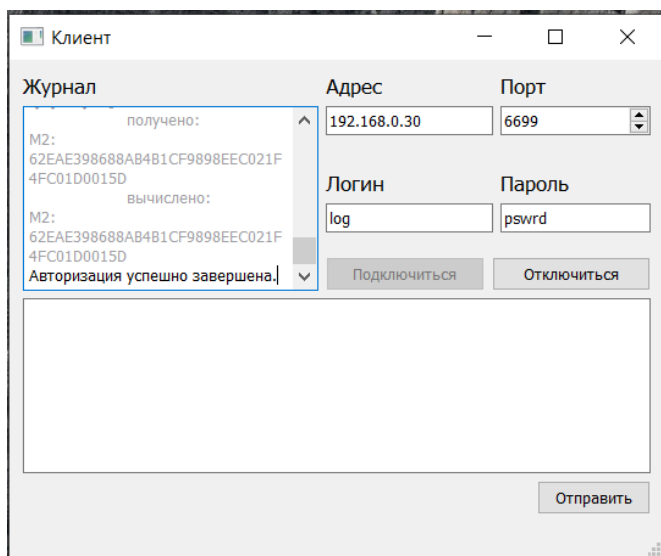 Клиент
Журнал
Адрес
Порт
получено:
M2:
62EAE398688AB4B1CF9898EEC021F
4FC01D0015D
вычислено:
M2:
62EAE398688AB4B1CF9898EEC021F
4FC01D0015D
Авторизация успешно завершена.
192.168.0.30
6699
Логин
Пароль
log
pswrd
Подключиться
Отключиться
Отправить